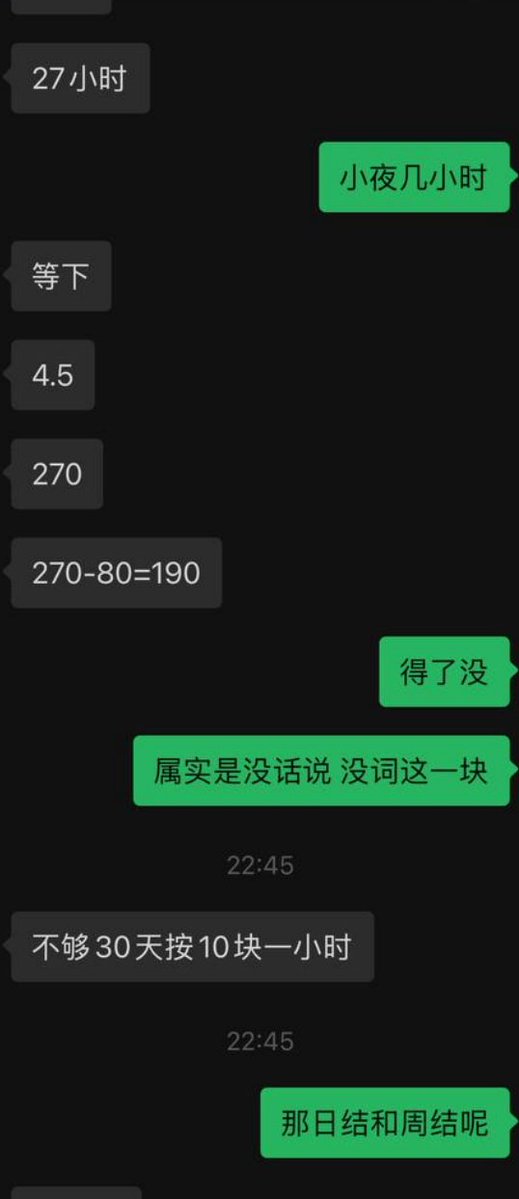 27小时
小夜几小时
等下
4.5
270
270-80=190
得了没
属实是没话说 没词这一块
22:45
不够30天按10块一小时
22:45
那日结和周结呢